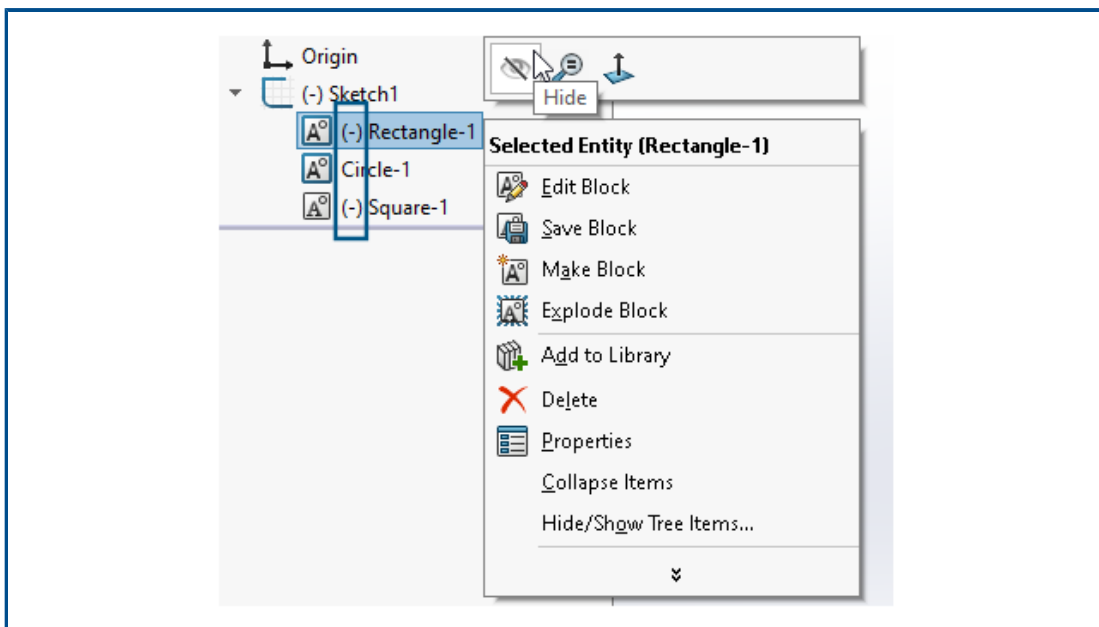 Origin
(-) Sketch1
(-) Rectangle-1
Circle-1
(-) Square-1
Hide
Selected Entity (Rectangle-1)
Edit Block
Save Block
Make Block
Explode Block
Add to Library
Delete
Properties
Collapse Items
Hide/Show Tree Items...